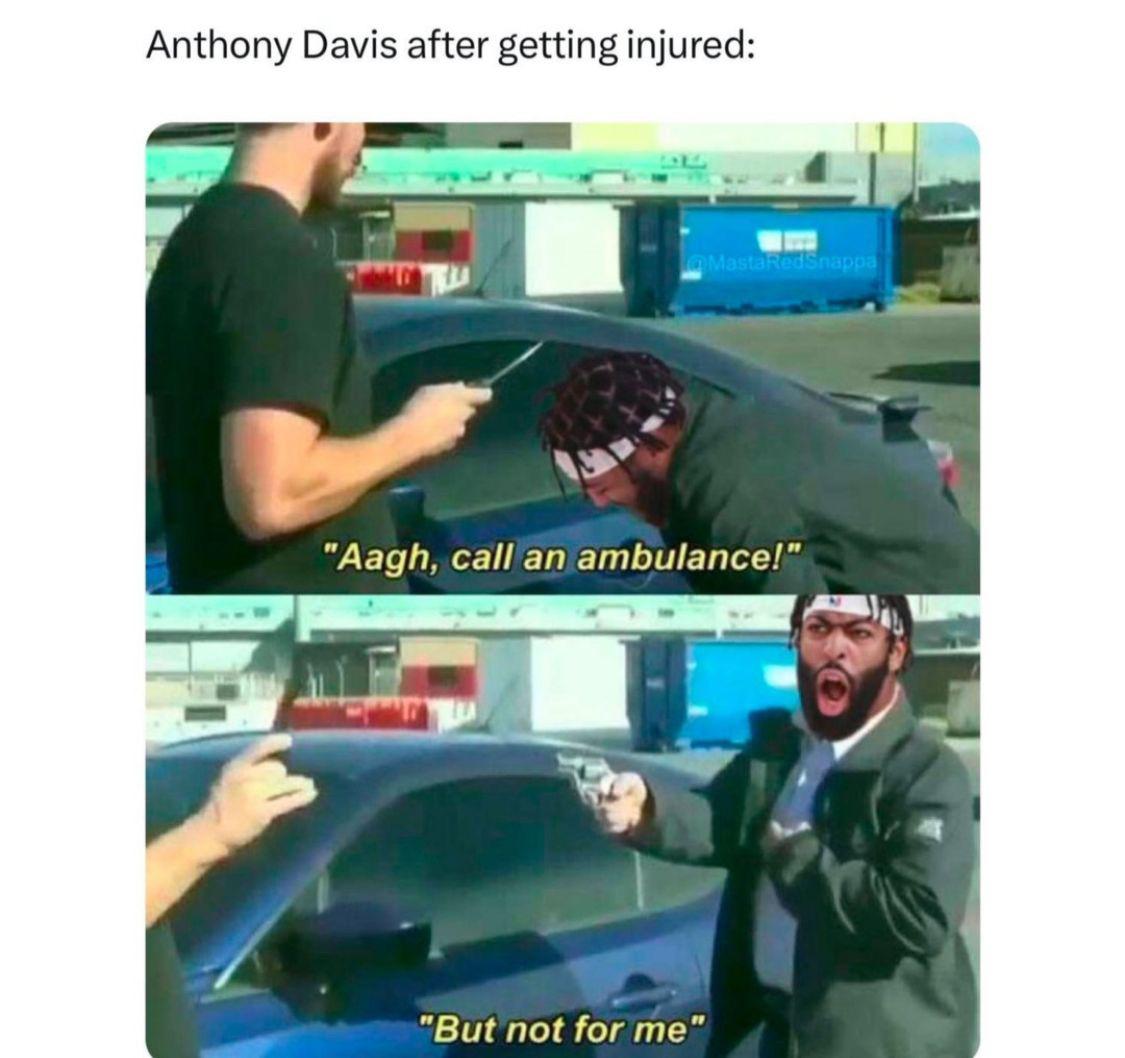 Anthony Davis after getting injured:
@MastaRedSnappa
"Aagh, call an ambulance!"
"But not for me"